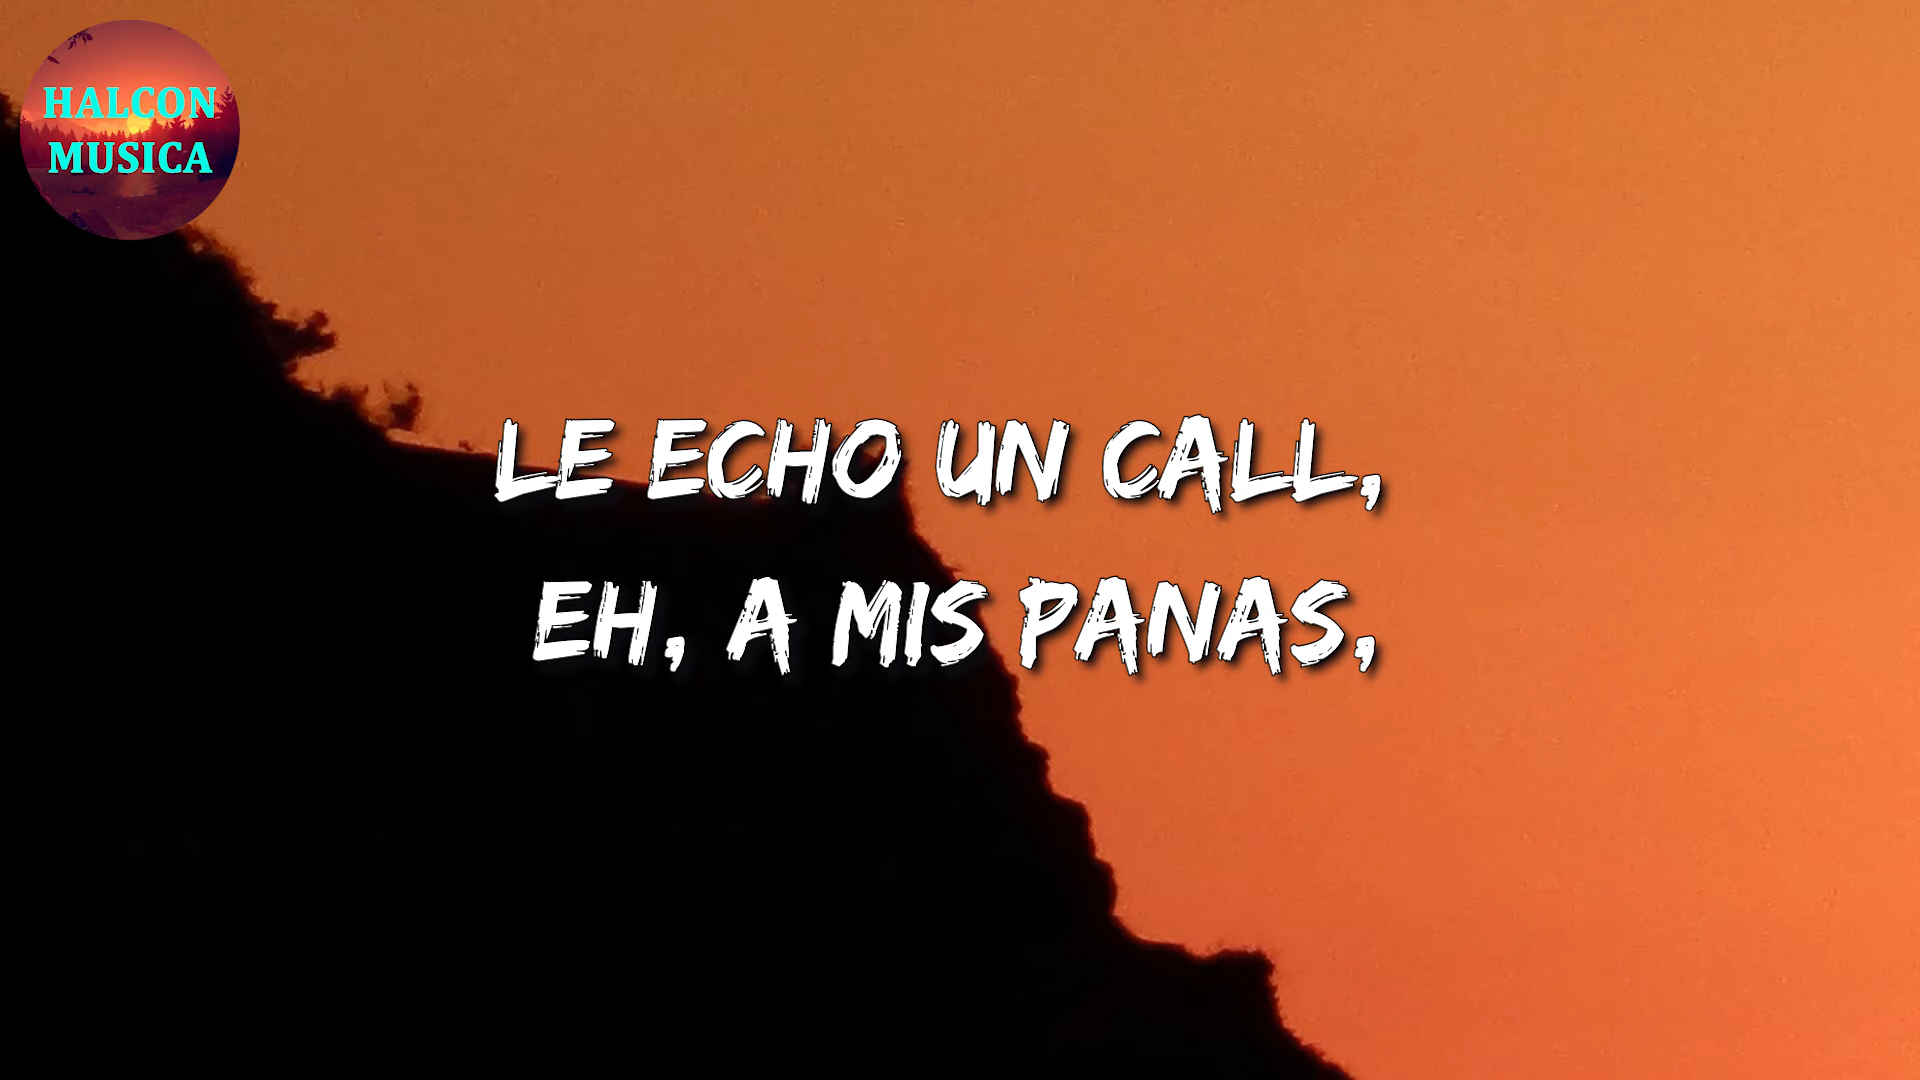 HALCON
MUSICA
LE ECHO UN CALL,
EH, A MIS PANAS,